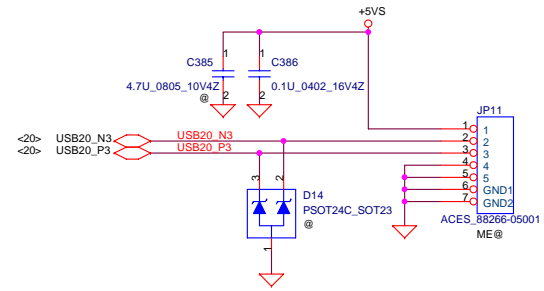 +5VS
C385
C386
1
1
4.7U_0805_10V4Z
0.1U_0402_16V4Z
2
2
@
JP11
<20> USB20_N3 USB20_N3
<20> USB20_P3 USB20_P3
1 1
2 2
3 3
4 4
5 5
6 GND1
7 GND2
ACES_88266-05001
ME@
3
2
D14
PSOT24C_SOT23
@
1